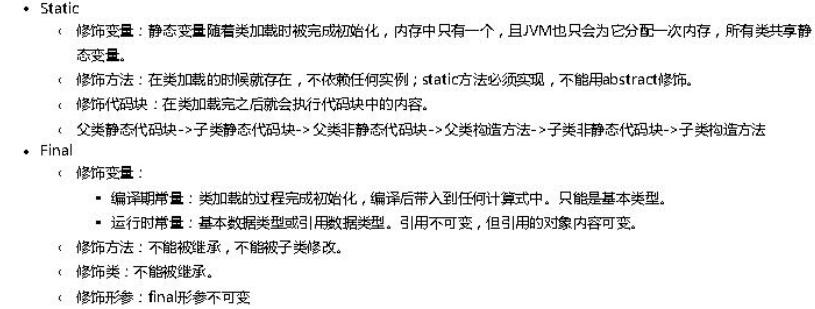 • Static
‹ 修饰变量：静态变量随着类加载时被完成初始化，内存中只有一个，且JVM也只会为它分配一次内存，所有类共享静
态变量。
‹ 修饰方法：在类加载的时候就存在，不依赖任何实例；static方法必须实现，不能用abstract修饰。
‹ 修饰代码块：在类加载完之后就会执行代码块中的内容。
‹ 父类静态代码块->子类静态代码块->父类非静态代码块->父类构造方法->子类非静态代码块->子类构造方法
• Final
‹ 修饰变量：
▪ 编译期常量：类加载的过程完成初始化，编译后带入到任何计算式中。只能是基本类型。
▪ 运行时常量：基本数据类型或引用数据类型。引用不可变，但引用的对象内容可变。
‹ 修饰方法：不能被继承，不能被子类修改。
‹ 修饰类：不能被继承。
‹ 修饰形参：final形参不可变